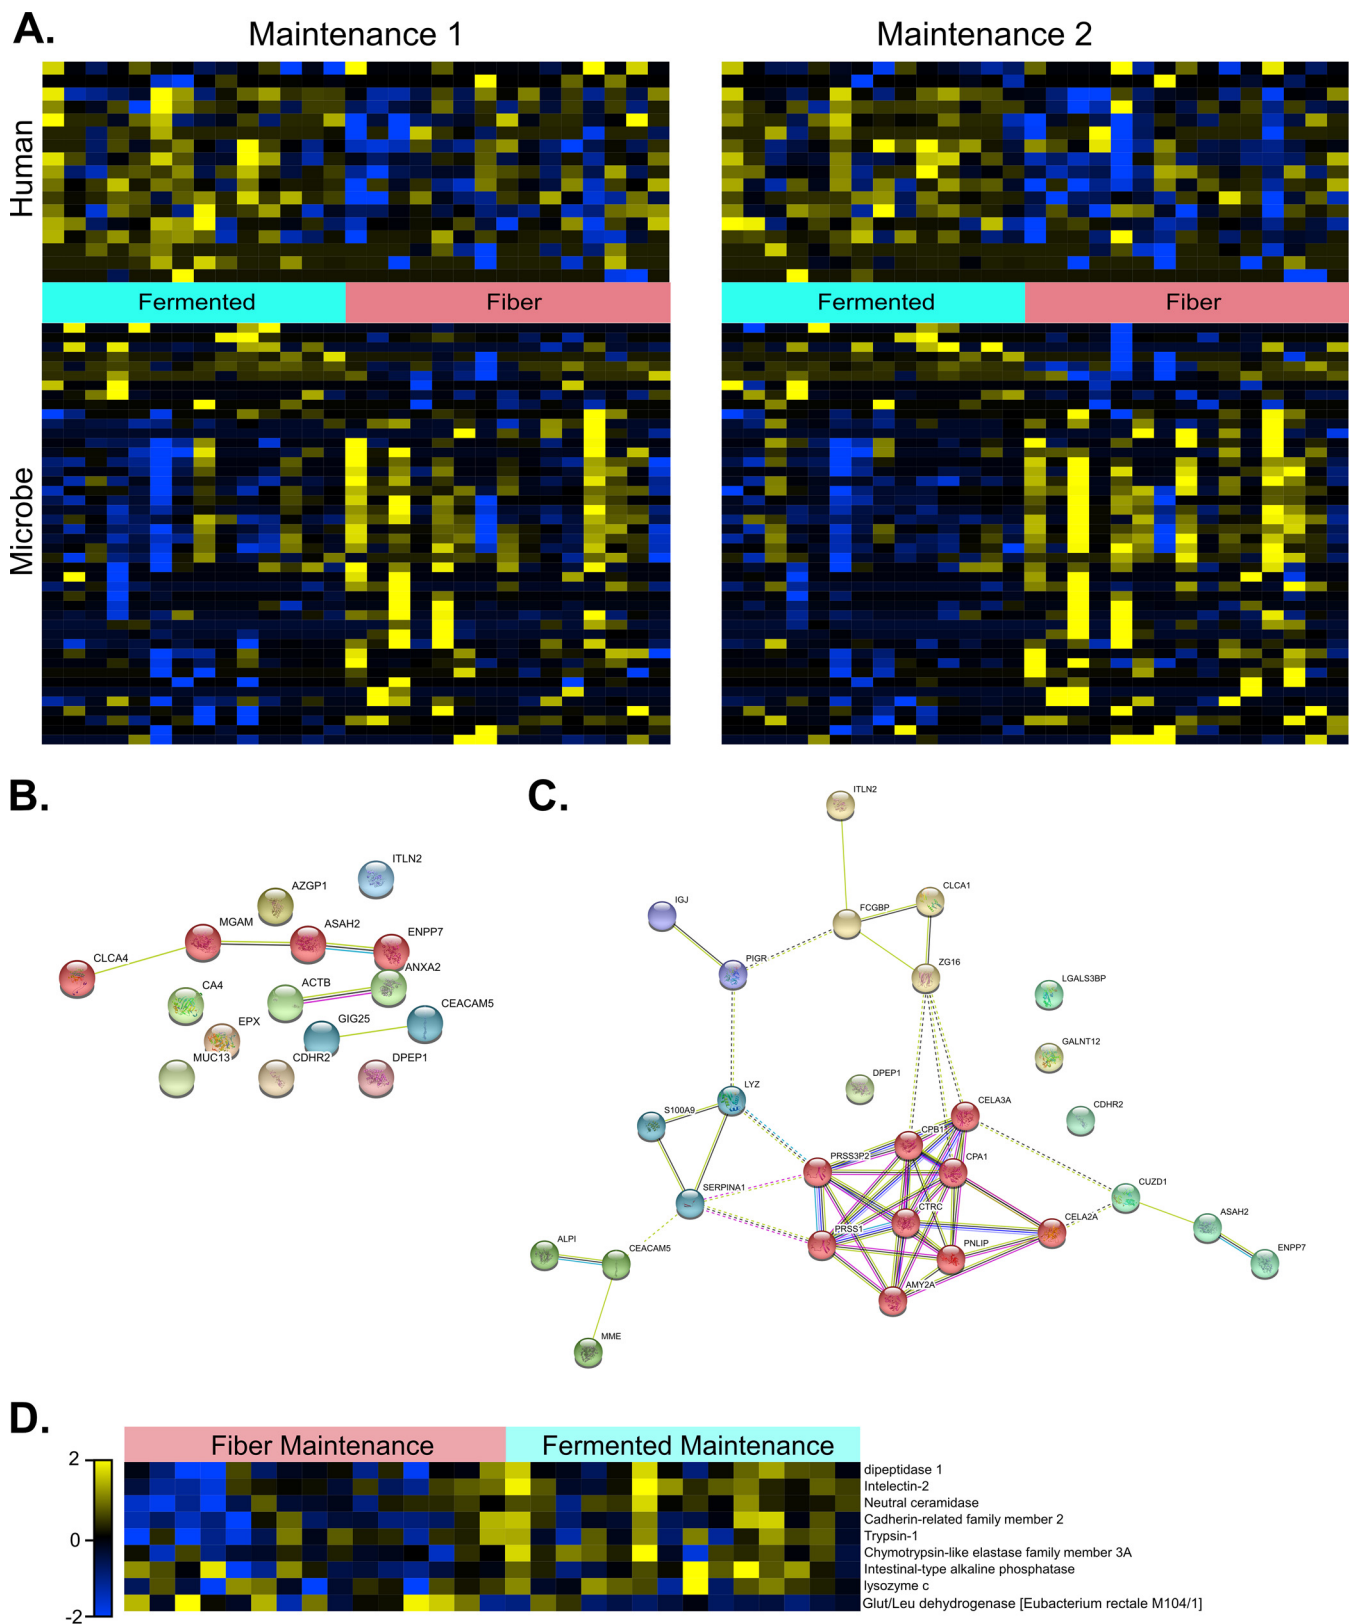 A.
Maintenance 1
Maintenance 2
Human
Fermented
Fiber
Fermented
Fiber
Microbe
B.
ITLN2
AZGP1
MGAM
ASAH2
ENPP7
CLCA4
ANXA2
CA4
ACTB
CEACAM5
EPX
GIG25
MUC13
CDHR2
DPEP1
C.
ITLN2
CLCA1
IGJ
FCGBP
PIGR
ZG16
LGALS3BP
GALNT12
DPEP1
LYZ
CELA3A
CDHR2
S100A9
CPB1
PRSS3P2
CPA1
SERPINA1
CUZD1
CTRC
CELA2A
ASAH2
PRSS1
ALPI
CEACAM5
PNLIP
ENPP7
AMY2A
MME
D.
Fiber Maintenance
Fermented Maintenance
2
0
-2
dipeptidase 1
Intelectin-2
Neutral ceramidase
Cadherin-related family member 2
Trypsin-1
Chymotrypsin-like elastase family member 3A
Intestinal-type alkaline phosphatase
lysozyme c
Glut/Leu dehydrogenase [Eubacterium rectale M104/1]